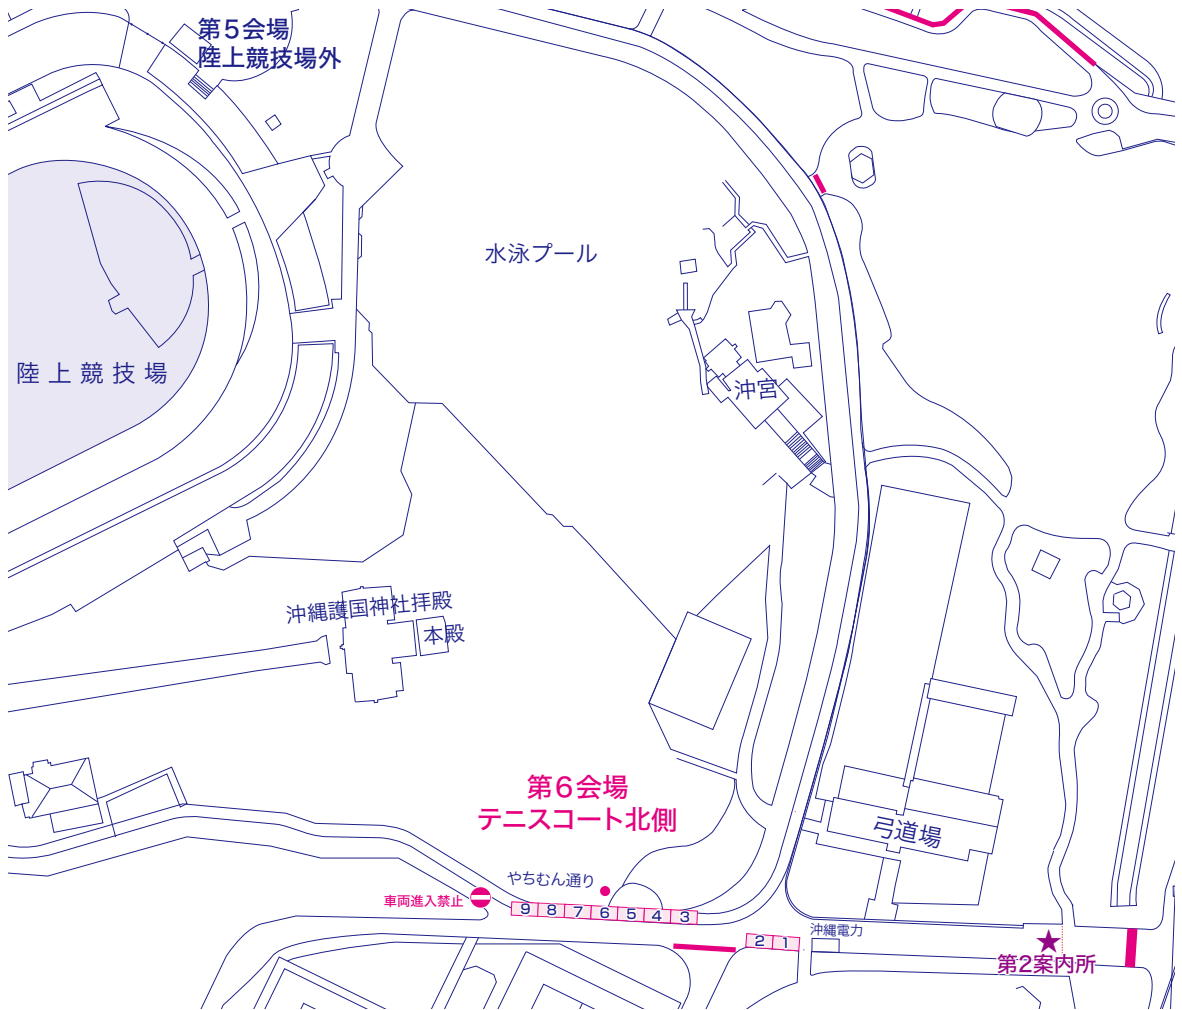 第5会場
陸上競技場外
水泳プール
陸上競技場
沖宮
沖縄護国神社拝殿
本殿
第6会場
テニスコート北側
弓道場
やちむん通り
車両進入禁止
9 8 7 6 5 4 3
2 1
沖縄電力
第2案内所